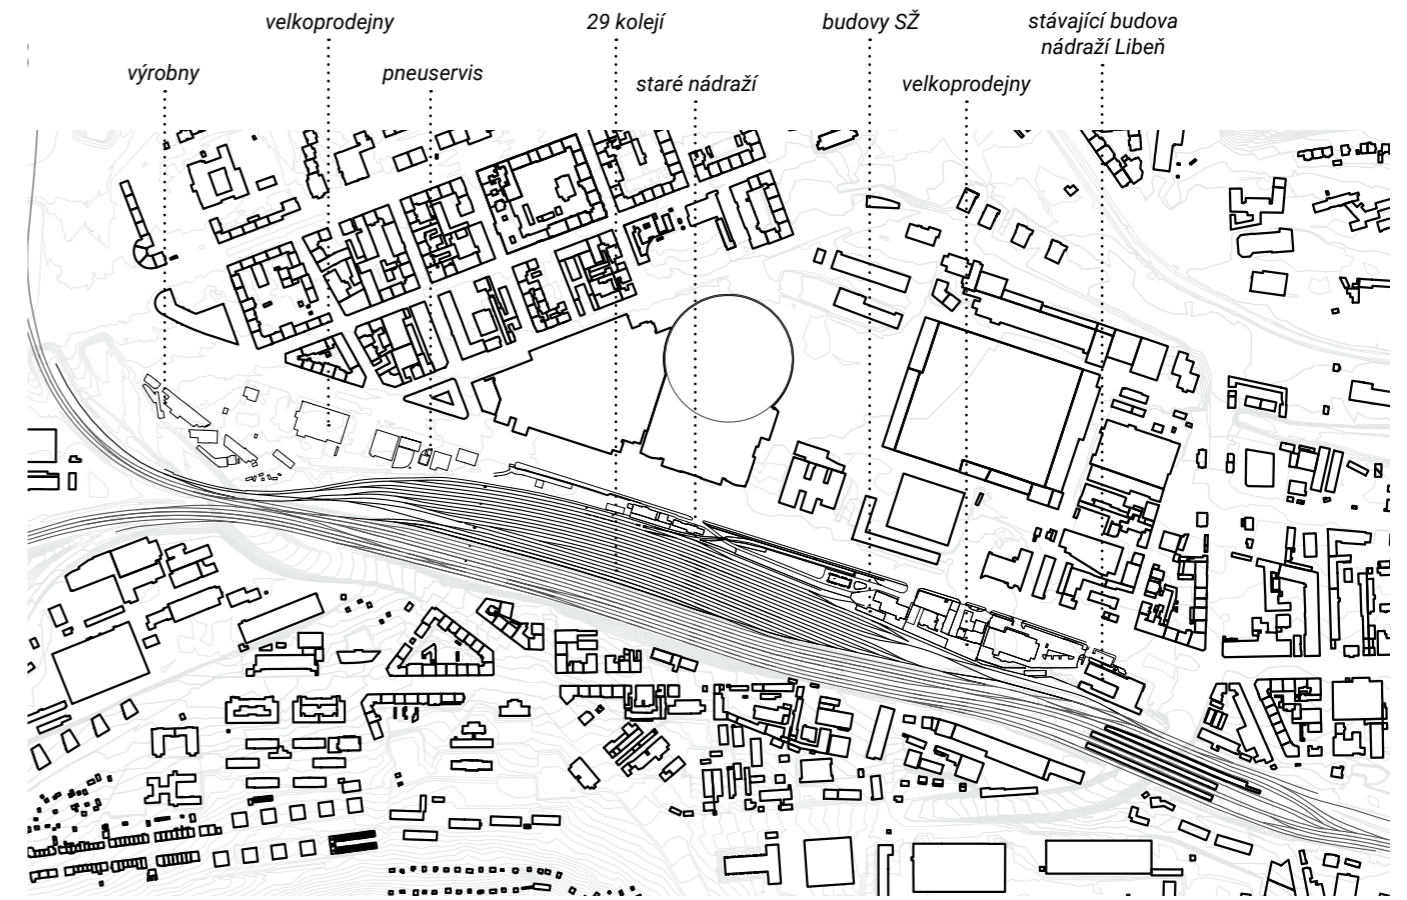 velkoprodejny
29 kolejí
budovy SŽ
stávající budova
nádraží Libeň
výrobny
pneuservis
staré nádraží
velkoprodejny